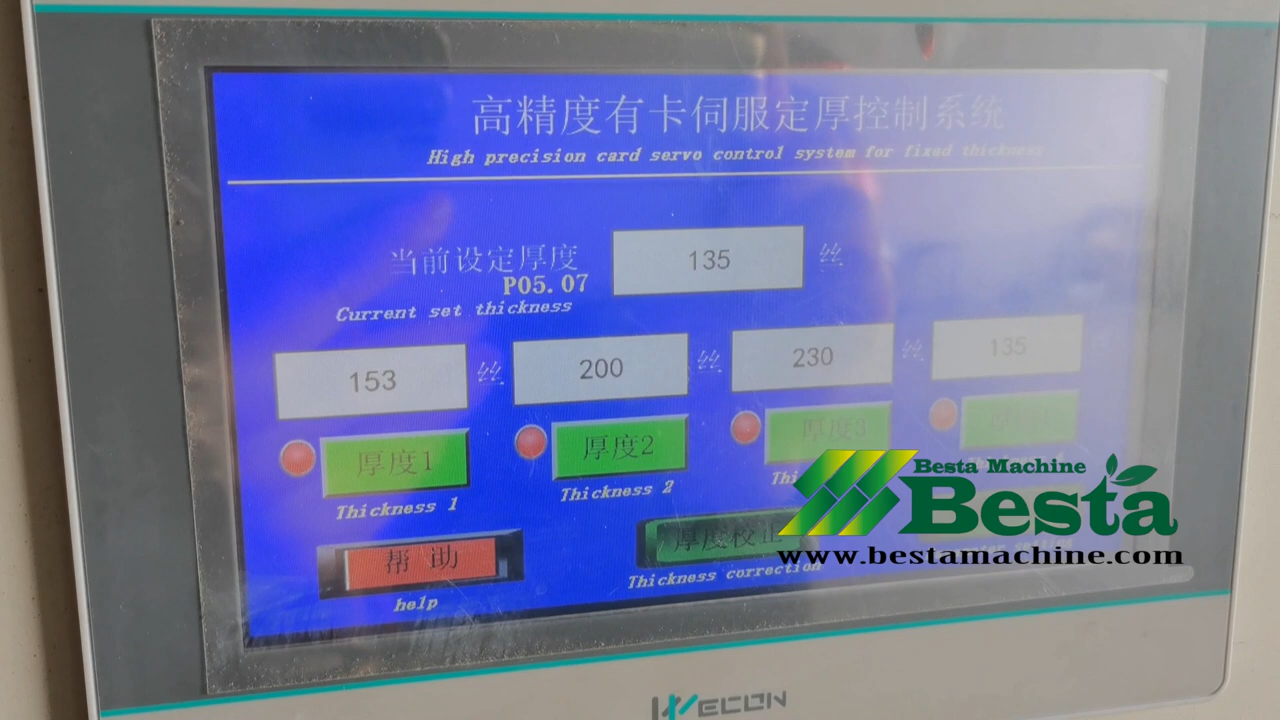 高精度有卡伺服定厚控制系统
High precision card servo control system for fixed thickness
当前设定厚度
135
丝
P05.07
Current set thickness
153 丝 200 丝 230 丝 135
厚度1 厚度2 厚度3
Thickness 1 Thickness 2
Besta Machine
Besta
www.bestamachine.com
帮 助
厚度校正
help
Thickness correction
WECON